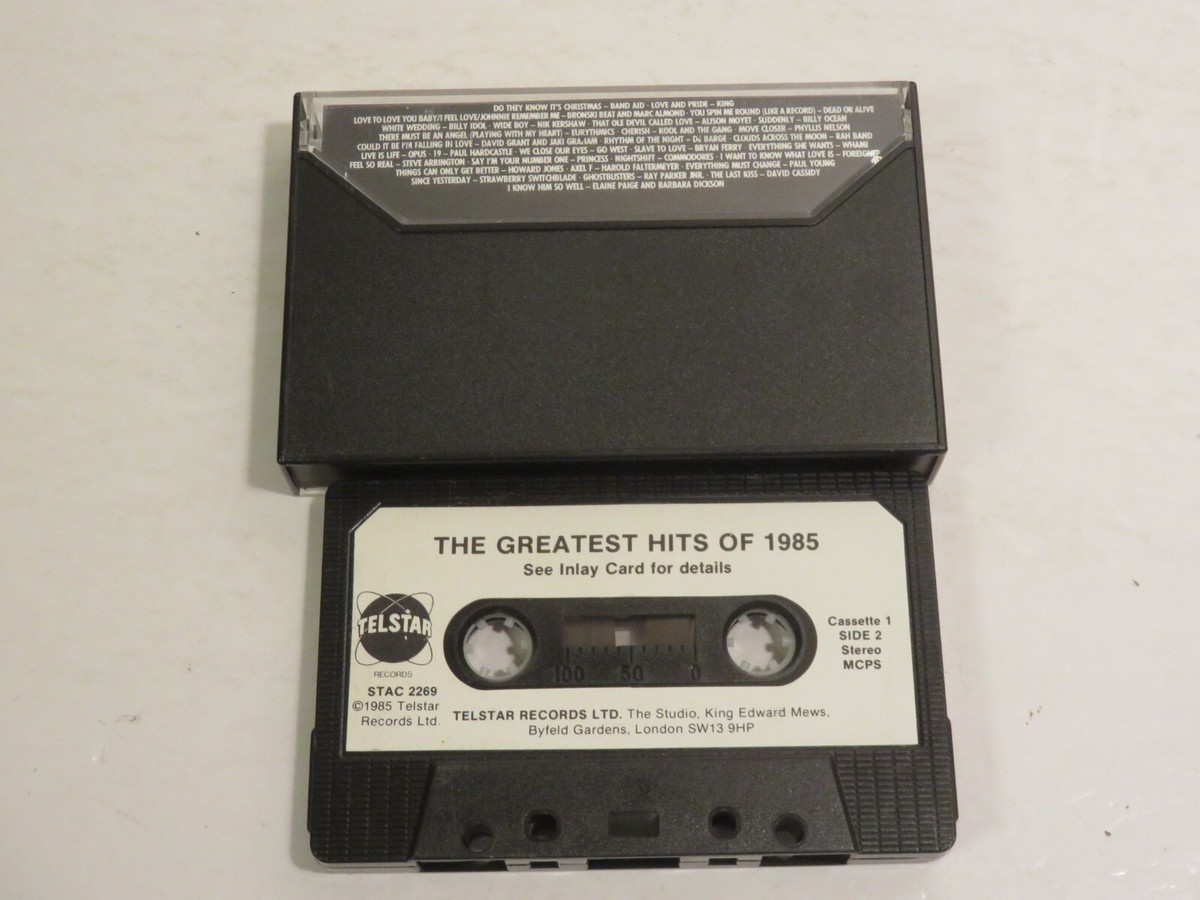 DO THEY KNOW IT'S CHRISTMAS – BAND AID · LOVE AND PRIDE – KING
LOVE TO LOVE YOU BABY/I FEEL LOVE/JOHNNIE REMEMBER ME – BRONSKI BEAT AND MARC ALMOND · YOU SPIN ME ROUND (LIKE A RECORD) – DEAD OR ALIVE
WHITE WEDDING – BILLY IDOL · WIDE BOY – NIK KERSHAW · THAT OLE DEVIL CALLED LOVE – ALISON MOYET · SUDDENLY – BILLY OCEAN
THERE MUST BE AN ANGEL (PLAYING WITH MY HEART) – EURYTHMICS · CHERISH – KOOL AND THE GANG · MOVE CLOSER – PHYLLIS NELSON
COULD IT BE I'M FALLING IN LOVE – DAVID GRANT AND JAKI GRAHAM · RHYTHM OF THE NIGHT – De BARGE · CLOUDS ACROSS THE MOON – RAH BAND
LIVE IS LIFE – OPUS · 19 – PAUL HARDCASTLE · WE CLOSE OUR EYES – GO WEST · SLAVE TO LOVE – BRYAN FERRY · EVERYTHING SHE WANTS – WHAM!
FEEL SO REAL – STEVE ARRINGTON · SAY I'M YOUR NUMBER ONE – PRINCESS · NIGHTSHIFT – COMMODORES · I WANT TO KNOW WHAT LOVE IS – FOREIGNER
THINGS CAN ONLY GET BETTER – HOWARD JONES · AXEL F – HAROLD FALTERMEYER · EVERYTHING MUST CHANGE – PAUL YOUNG
SINCE YESTERDAY – STRAWBERRY SWITCHBLADE · GHOSTBUSTERS – RAY PARKER JNR. · THE LAST KISS – DAVID CASSIDY
I KNOW HIM SO WELL – ELAINE PAIGE AND BARBARA DICKSON
THE GREATEST HITS OF 1985
See Inlay Card for details
TELSTAR
RECORDS
STAC 2269
©1985 Telstar
Records Ltd.
100 50 0
Cassette 1
SIDE 2
Stereo
MCPS
TELSTAR RECORDS LTD. The Studio, King Edward Mews,
Byfeld Gardens, London SW13 9HP